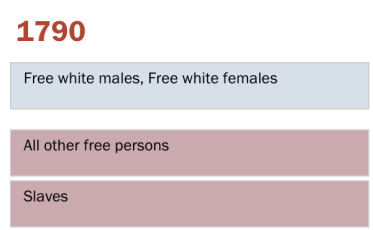 1790
Free white males, Free white females
All other free persons
Slaves